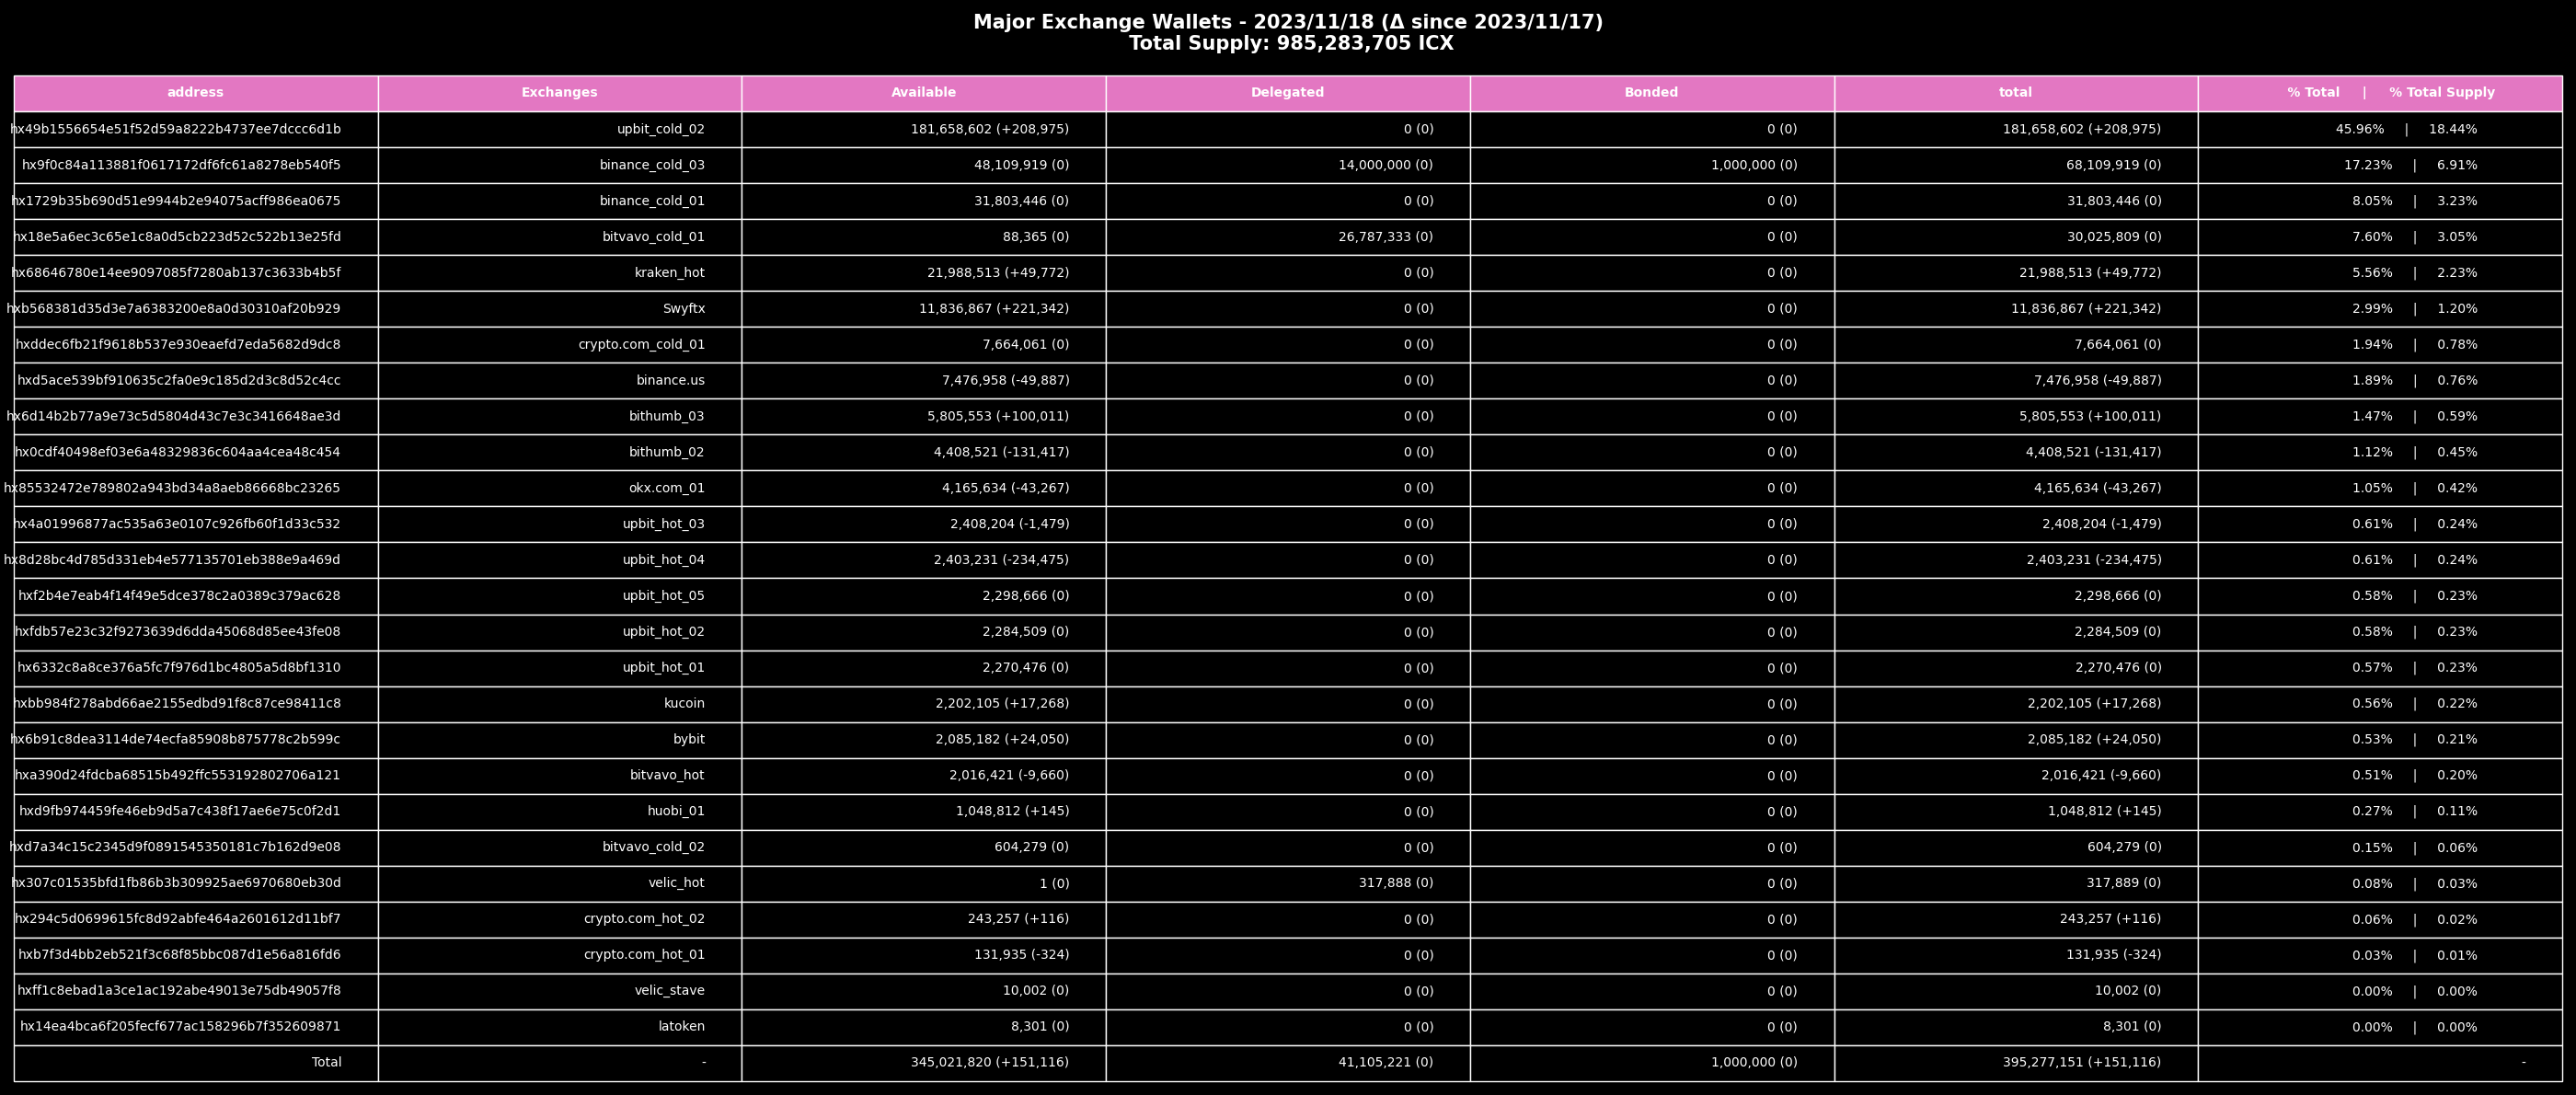 Major Exchange Wallets - 2023/11/18 (Δ since 2023/11/17)
Total Supply: 985,283,705 ICX
address Exchanges Available Delegated Bonded total % Total | % Total Supply
hx49b1556654e51f52d59a8222b4737ee7dccc6d1b upbit_cold_02 181,658,602 (+208,975) 0 (0) 0 (0) 181,658,602 (+208,975) 45.96% | 18.44%
hx9f0c84a113881f0617172df6fc61a8278eb540f5 binance_cold_03 48,109,919 (0) 14,000,000 (0) 1,000,000 (0) 68,109,919 (0) 17.23% | 6.91%
hx1729b35b690d51e9944b2e94075acff986ea0675 binance_cold_01 31,803,446 (0) 0 (0) 0 (0) 31,803,446 (0) 8.05% | 3.23%
hx18e5a6ec3c65e1c8a0d5cb223d52c522b13e25fd bitvavo_cold_01 88,365 (0) 26,787,333 (0) 0 (0) 30,025,809 (0) 7.60% | 3.05%
hx68646780e14ee9097085f7280ab137c3633b4b5f kraken_hot 21,988,513 (+49,772) 0 (0) 0 (0) 21,988,513 (+49,772) 5.56% | 2.23%
hxb568381d35d3e7a6383200e8a0d30310af20b929 Swyftx 11,836,867 (+221,342) 0 (0) 0 (0) 11,836,867 (+221,342) 2.99% | 1.20%
hxddec6fb21f9618b537e930eaefd7eda5682d9dc8 crypto.com_cold_01 7,664,061 (0) 0 (0) 0 (0) 7,664,061 (0) 1.94% | 0.78%
hxd5ace539bf910635c2fa0e9c185d2d3c8d52c4cc binance.us 7,476,958 (-49,887) 0 (0) 0 (0) 7,476,958 (-49,887) 1.89% | 0.76%
hx6d14b2b77a9e73c5d5804d43c7e3c3416648ae3d bithumb_03 5,805,553 (+100,011) 0 (0) 0 (0) 5,805,553 (+100,011) 1.47% | 0.59%
hx0cdf40498ef03e6a48329836c604aa4cea48c454 bithumb_02 4,408,521 (-131,417) 0 (0) 0 (0) 4,408,521 (-131,417) 1.12% | 0.45%
hx85532472e789802a943bd34a8aeb86668bc23265 okx.com_01 4,165,634 (-43,267) 0 (0) 0 (0) 4,165,634 (-43,267) 1.05% | 0.42%
hx4a01996877ac535a63e0107c926fb60f1d33c532 upbit_hot_03 2,408,204 (-1,479) 0 (0) 0 (0) 2,408,204 (-1,479) 0.61% | 0.24%
hx8d28bc4d785d331eb4e577135701eb388e9a469d upbit_hot_04 2,403,231 (-234,475) 0 (0) 0 (0) 2,403,231 (-234,475) 0.61% | 0.24%
hxf2b4e7eab4f14f49e5dce378c2a0389c379ac628 upbit_hot_05 2,298,666 (0) 0 (0) 0 (0) 2,298,666 (0) 0.58% | 0.23%
hxfdb57e23c32f9273639d6dda45068d85ee43fe08 upbit_hot_02 2,284,509 (0) 0 (0) 0 (0) 2,284,509 (0) 0.58% | 0.23%
hx6332c8a8ce376a5fc7f976d1bc4805a5d8bf1310 upbit_hot_01 2,270,476 (0) 0 (0) 0 (0) 2,270,476 (0) 0.57% | 0.23%
hxbb984f278abd66ae2155edbd91f8c87ce98411c8 kucoin 2,202,105 (+17,268) 0 (0) 0 (0) 2,202,105 (+17,268) 0.56% | 0.22%
hx6b91c8dea3114de74ecfa85908b875778c2b599c bybit 2,085,182 (+24,050) 0 (0) 0 (0) 2,085,182 (+24,050) 0.53% | 0.21%
hxa390d24fdcba68515b492ffc553192802706a121 bitvavo_hot 2,016,421 (-9,660) 0 (0) 0 (0) 2,016,421 (-9,660) 0.51% | 0.20%
hxd9fb974459fe46eb9d5a7c438f17ae6e75c0f2d1 huobi_01 1,048,812 (+145) 0 (0) 0 (0) 1,048,812 (+145) 0.27% | 0.11%
hxd7a34c15c2345d9f0891545350181c7b162d9e08 bitvavo_cold_02 604,279 (0) 0 (0) 0 (0) 604,279 (0) 0.15% | 0.06%
hx307c01535bfd1fb86b3b309925ae6970680eb30d velic_hot 1 (0) 317,888 (0) 0 (0) 317,889 (0) 0.08% | 0.03%
hx294c5d0699615fc8d92abfe464a2601612d11bf7 crypto.com_hot_02 243,257 (+116) 0 (0) 0 (0) 243,257 (+116) 0.06% | 0.02%
hxb7f3d4bb2eb521f3c68f85bbc087d1e56a816fd6 crypto.com_hot_01 131,935 (-324) 0 (0) 0 (0) 131,935 (-324) 0.03% | 0.01%
hxff1c8ebad1a3ce1ac192abe49013e75db49057f8 velic_stave 10,002 (0) 0 (0) 0 (0) 10,002 (0) 0.00% | 0.00%
hx14ea4bca6f205fecf677ac158296b7f352609871 latoken 8,301 (0) 0 (0) 0 (0) 8,301 (0) 0.00% | 0.00%
Total - 345,021,820 (+151,116) 41,105,221 (0) 1,000,000 (0) 395,277,151 (+151,116) -